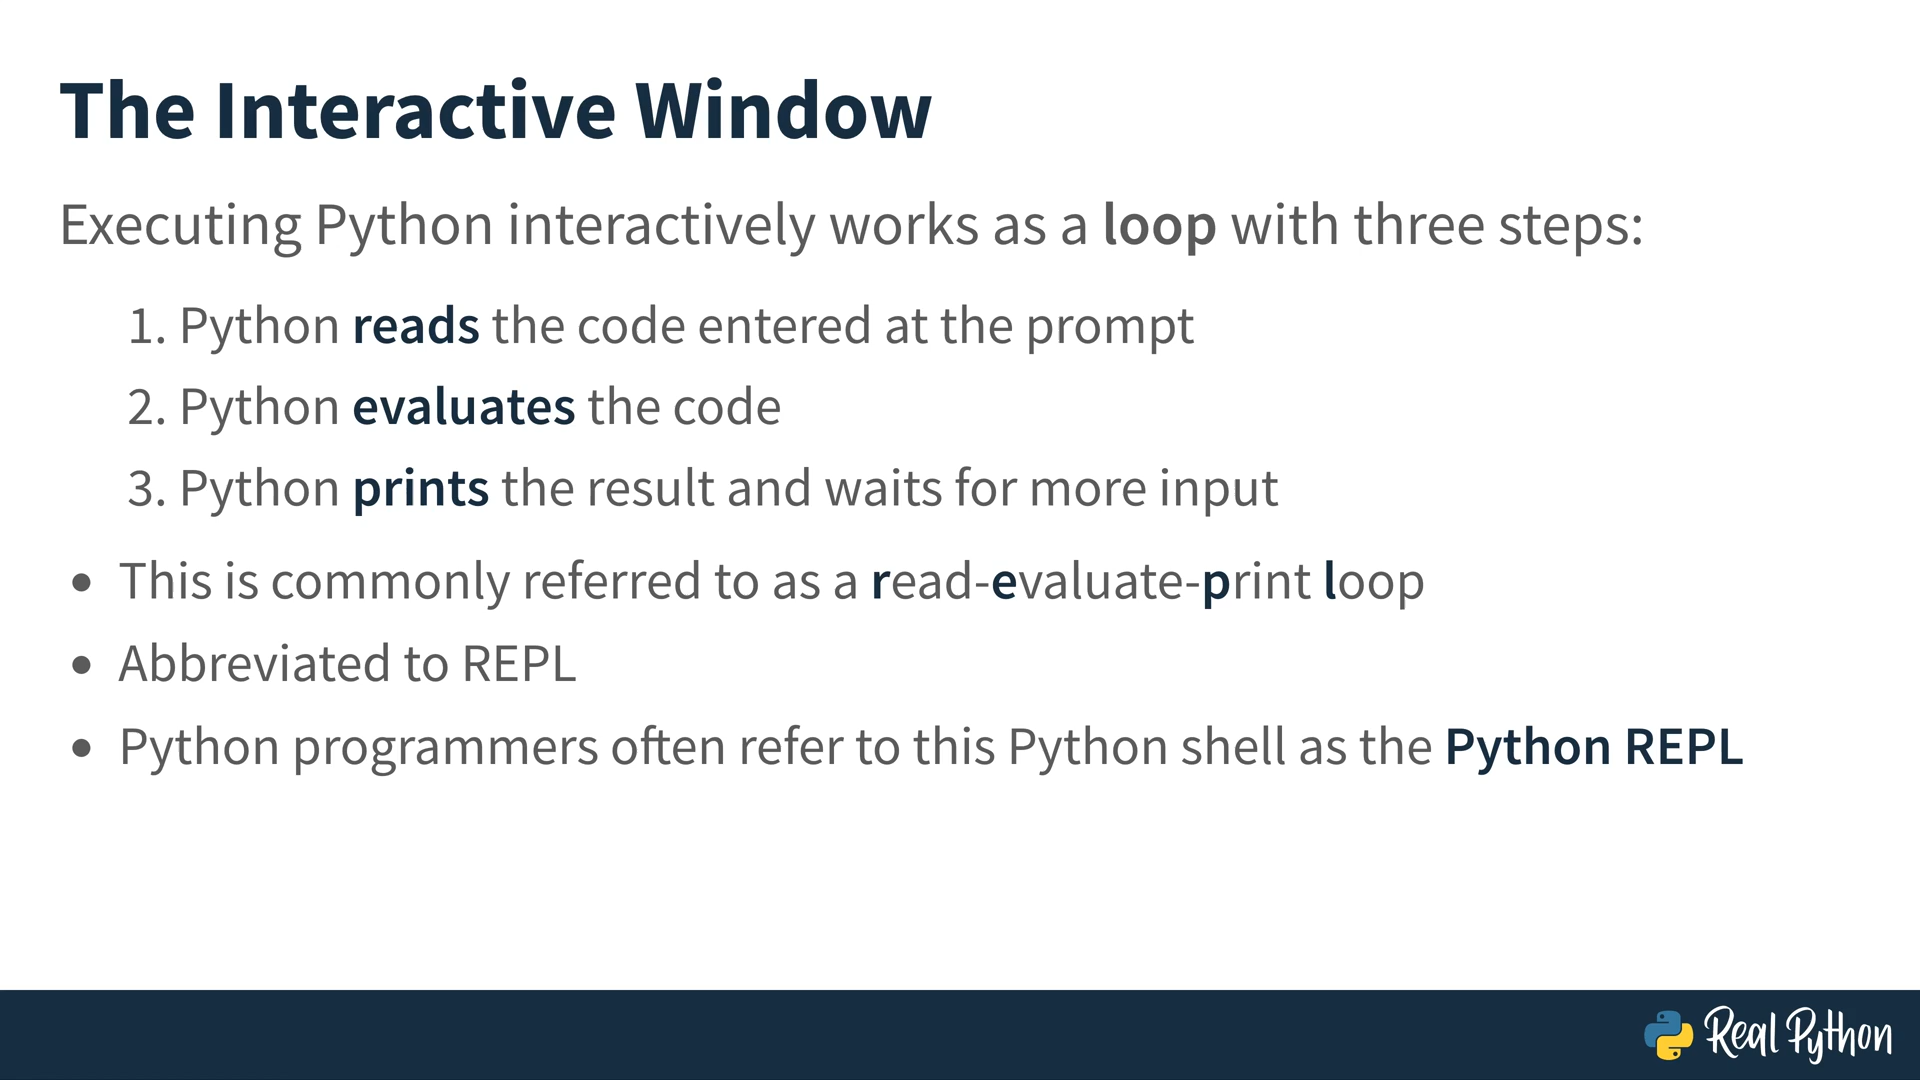 The Interactive Window
Executing Python interactively works as a loop with three steps:
1. Python reads the code entered at the prompt
2. Python evaluates the code
3. Python prints the result and waits for more input
• This is commonly referred to as a read-evaluate-print loop
• Abbreviated to REPL
• Python programmers often refer to this Python shell as the Python REPL
Real Python